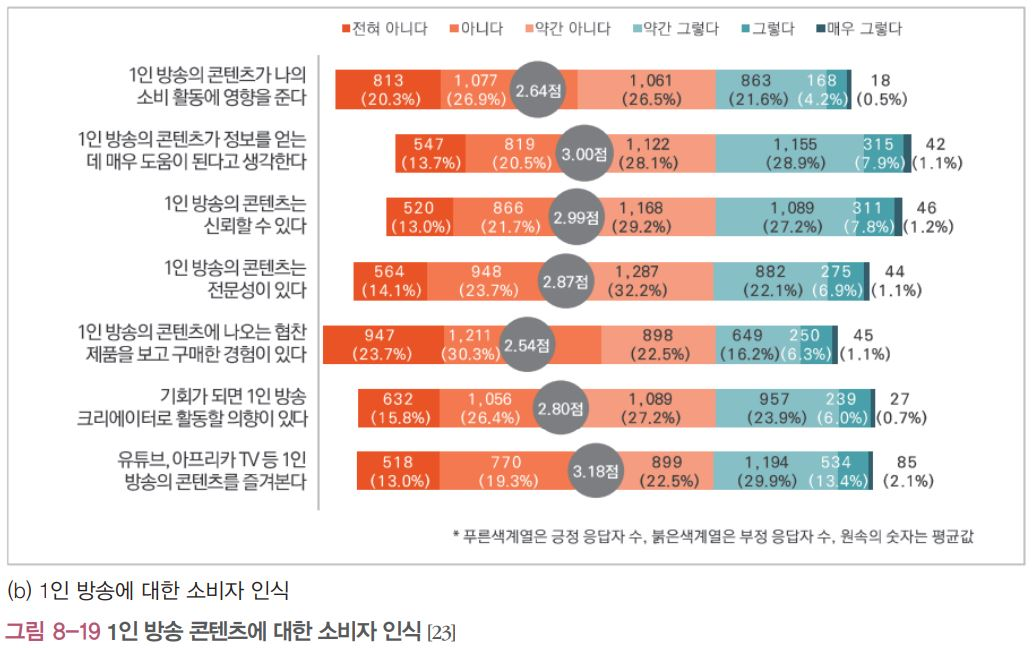 ■전혀 아니다 ■아니다 ■약간 아니다 ■약간 그렇다 ■그렇다 ■매우 그렇다
1인 방송의 콘텐츠가 나의
소비 활동에 영향을 준다
813 1,077 2.64점 1,061 863 168 18
(20.3%) (26.9%) (26.5%) (21.6%) (4.2%) (0.5%)
1인 방송의 콘텐츠가 정보를 얻는
데 매우 도움이 된다고 생각한다
547 819 3.00점 1,122 1,155 315 42
(13.7%) (20.5%) (28.1%) (28.9%) (7.9%) (1.1%)
1인 방송의 콘텐츠는
신뢰할 수 있다
520 866 2.99점 1,168 1,089 311 46
(13.0%) (21.7%) (29.2%) (27.2%) (7.8%) (1.2%)
1인 방송의 콘텐츠는
전문성이 있다
564 948 2.87점 1,287 882 275 44
(14.1%) (23.7%) (32.2%) (22.1%) (6.9%) (1.1%)
1인 방송의 콘텐츠에 나오는 협찬
제품을 보고 구매한 경험이 있다
947 1,211 2.54점 898 649 250 45
(23.7%) (30.3%) (22.5%) (16.2%) (6.3%) (1.1%)
기회가 되면 1인 방송
크리에이터로 활동할 의향이 있다
632 1,056 2.80점 1,089 957 239 27
(15.8%) (26.4%) (27.2%) (23.9%) (6.0%) (0.7%)
유튜브, 아프리카 TV 등 1인
방송의 콘텐츠를 즐겨본다
518 770 3.18점 899 1,194 534 85
(13.0%) (19.3%) (22.5%) (29.9%) (13.4%) (2.1%)
* 푸른색계열은 긍정 응답자 수, 붉은색계열은 부정 응답자 수, 원속의 숫자는 평균값
(b) 1인 방송에 대한 소비자 인식
그림 8-19 1인 방송 콘텐츠에 대한 소비자 인식 [23]